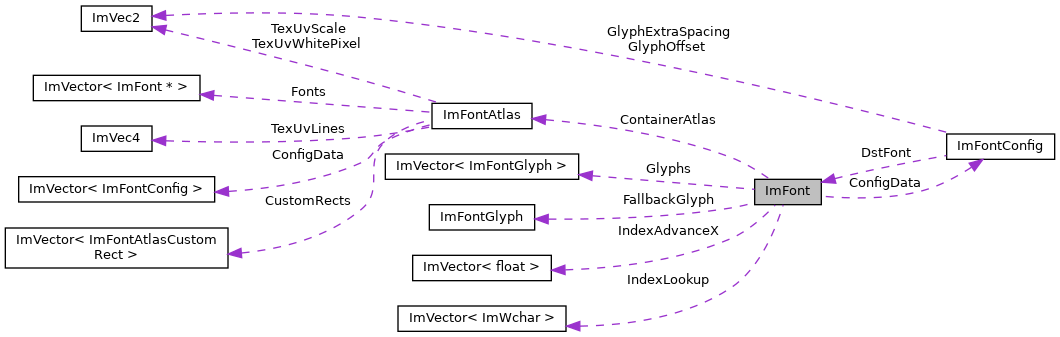 ImVec2
TexUvScale
TexUvWhitePixel
GlyphExtraSpacing
GlyphOffset
ImVector< ImFont * >
Fonts
ImFontAtlas
ContainerAtlas
ImVec4
TexUvLines
ConfigData
ImVector< ImFontGlyph >
Glyphs
DstFont
ImFontConfig
ImVector< ImFontConfig >
CustomRects
ImFontGlyph
FallbackGlyph
ImFont
ConfigData
ImVector< ImFontAtlasCustom
Rect >
IndexAdvanceX
ImVector< float >
IndexLookup
ImVector< ImWchar >